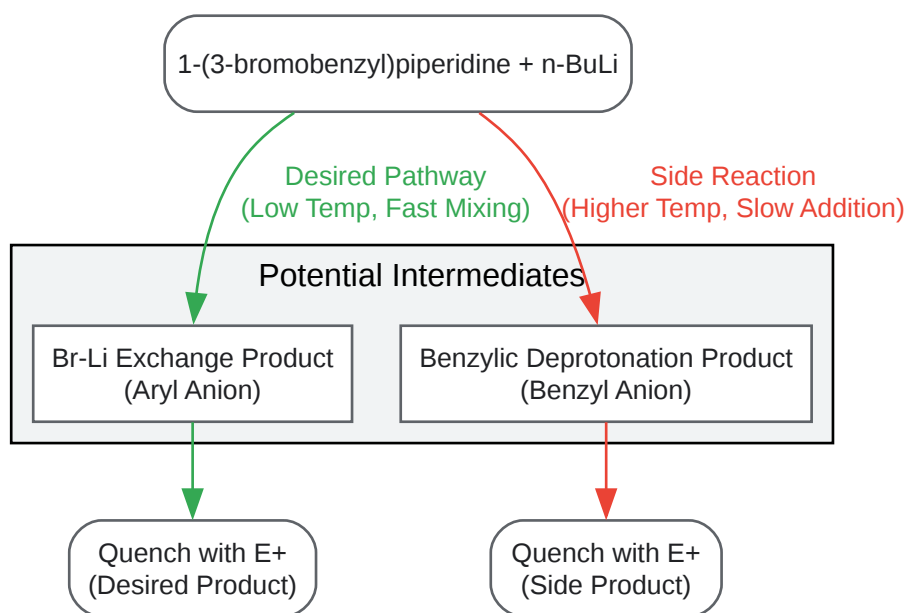 1-(3-bromobenzyl)piperidine + n-BuLi
Desired Pathway
(Low Temp, Fast Mixing)
Side Reaction
(Higher Temp, Slow Addition)
Potential Intermediates
Br-Li Exchange Product
(Aryl Anion)
Benzylic Deprotonation Product
(Benzyl Anion)
Quench with E+
(Desired Product)
Quench with E+
(Side Product)